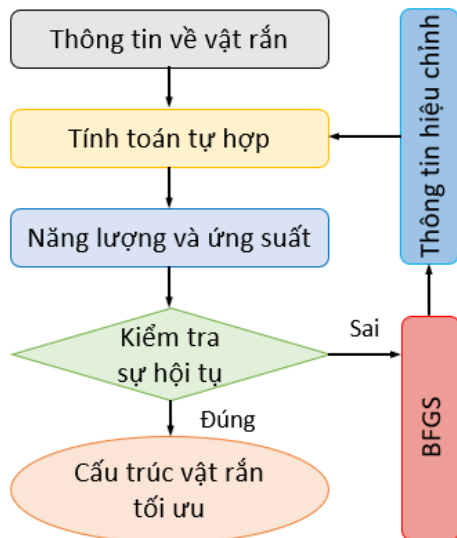 Thông tin về vật rắn
Tính toán tự hợp
Năng lượng và ứng suất
Kiểm tra
sự hội tụ
Sai
Đúng
Cấu trúc vật rắn
tối ưu
BFGS
Thông tin hiệu chỉnh